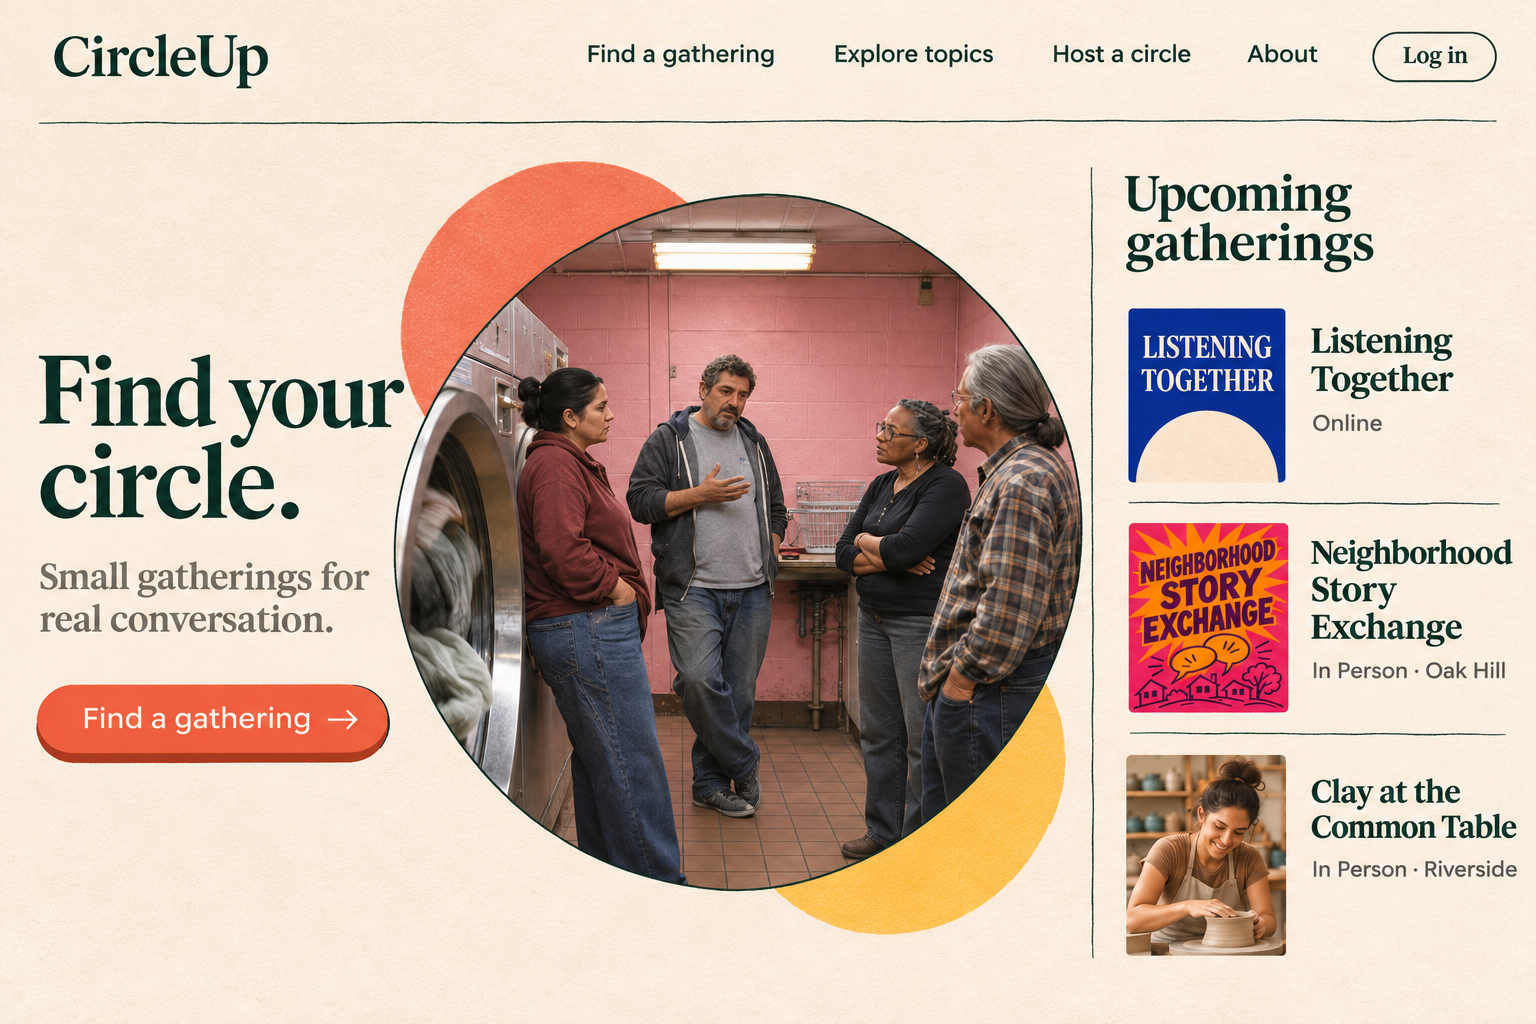 CircleUp
Find a gathering
Explore topics
Host a circle
About
Log in
Find your
circle.
Small gatherings for
real conversation.
Find a gathering →
Upcoming
gatherings
LISTENING
TOGETHER
Listening
Together
Online
NEIGHBORHOOD
STORY
EXCHANGE
Neighborhood
Story
Exchange
In Person · Oak Hill
Clay at the
Common Table
In Person · Riverside